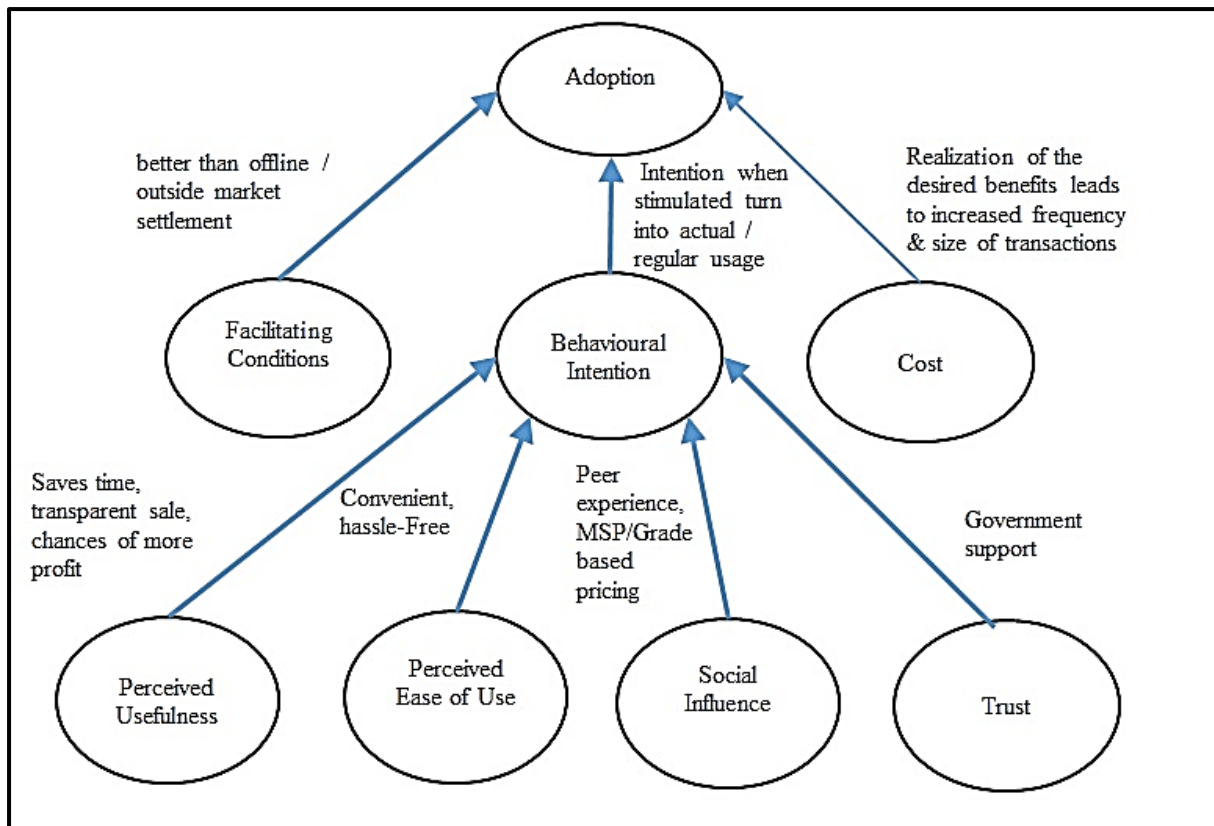 Adoption
better than offline /
outside market
settlement
Intention when
stimulated turn
into actual /
regular usage
Realization of the
desired benefits leads
to increased frequency
& size of transactions
Facilitating
Conditions
Behavioural
Intention
Cost
Saves time,
transparent sale,
chances of more
profit
Convenient,
hassle-Free
Peer
experience,
MSP/Grade
based
pricing
Government
support
Perceived
Usefulness
Perceived
Ease of Use
Social
Influence
Trust